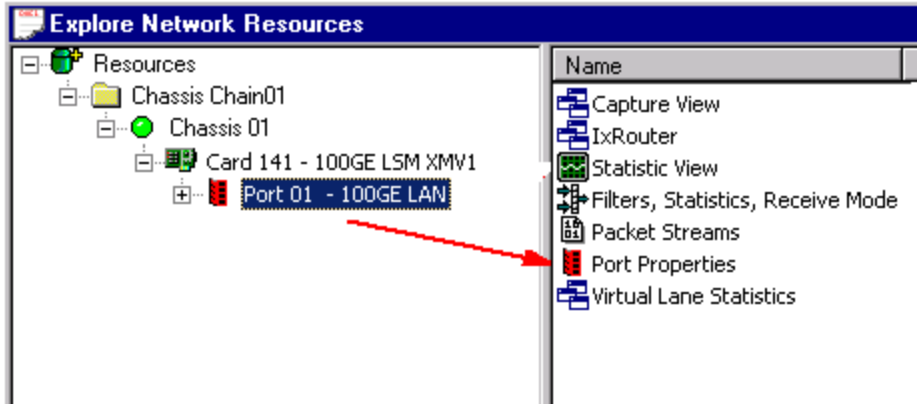 Explore Network Resources
Resources
Chassis Chain01
Chassis 01
Card 141 - 100GE LSM XMV1
Port 01 - 100GE LAN
Name
Capture View
IxRouter
Statistic View
Filters, Statistics, Receive Mode
Packet Streams
Port Properties
Virtual Lane Statistics